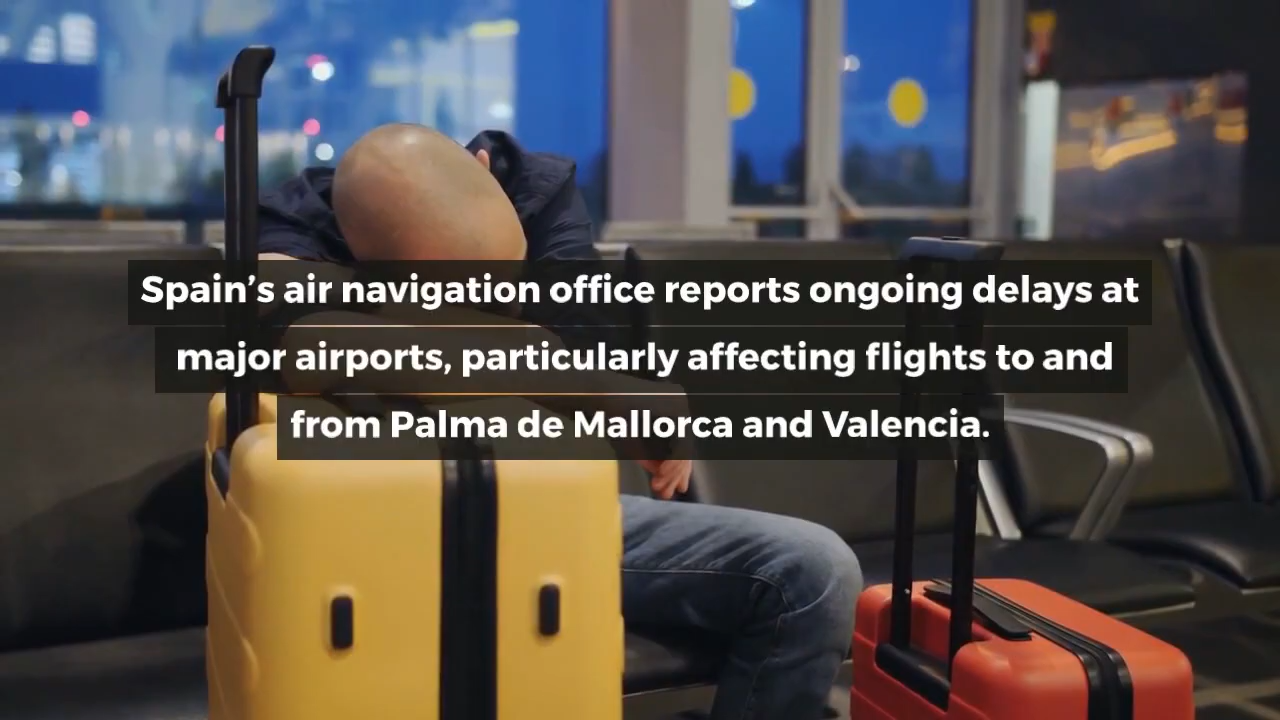 Spain’s air navigation office reports ongoing delays at
major airports, particularly affecting flights to and
from Palma de Mallorca and Valencia.